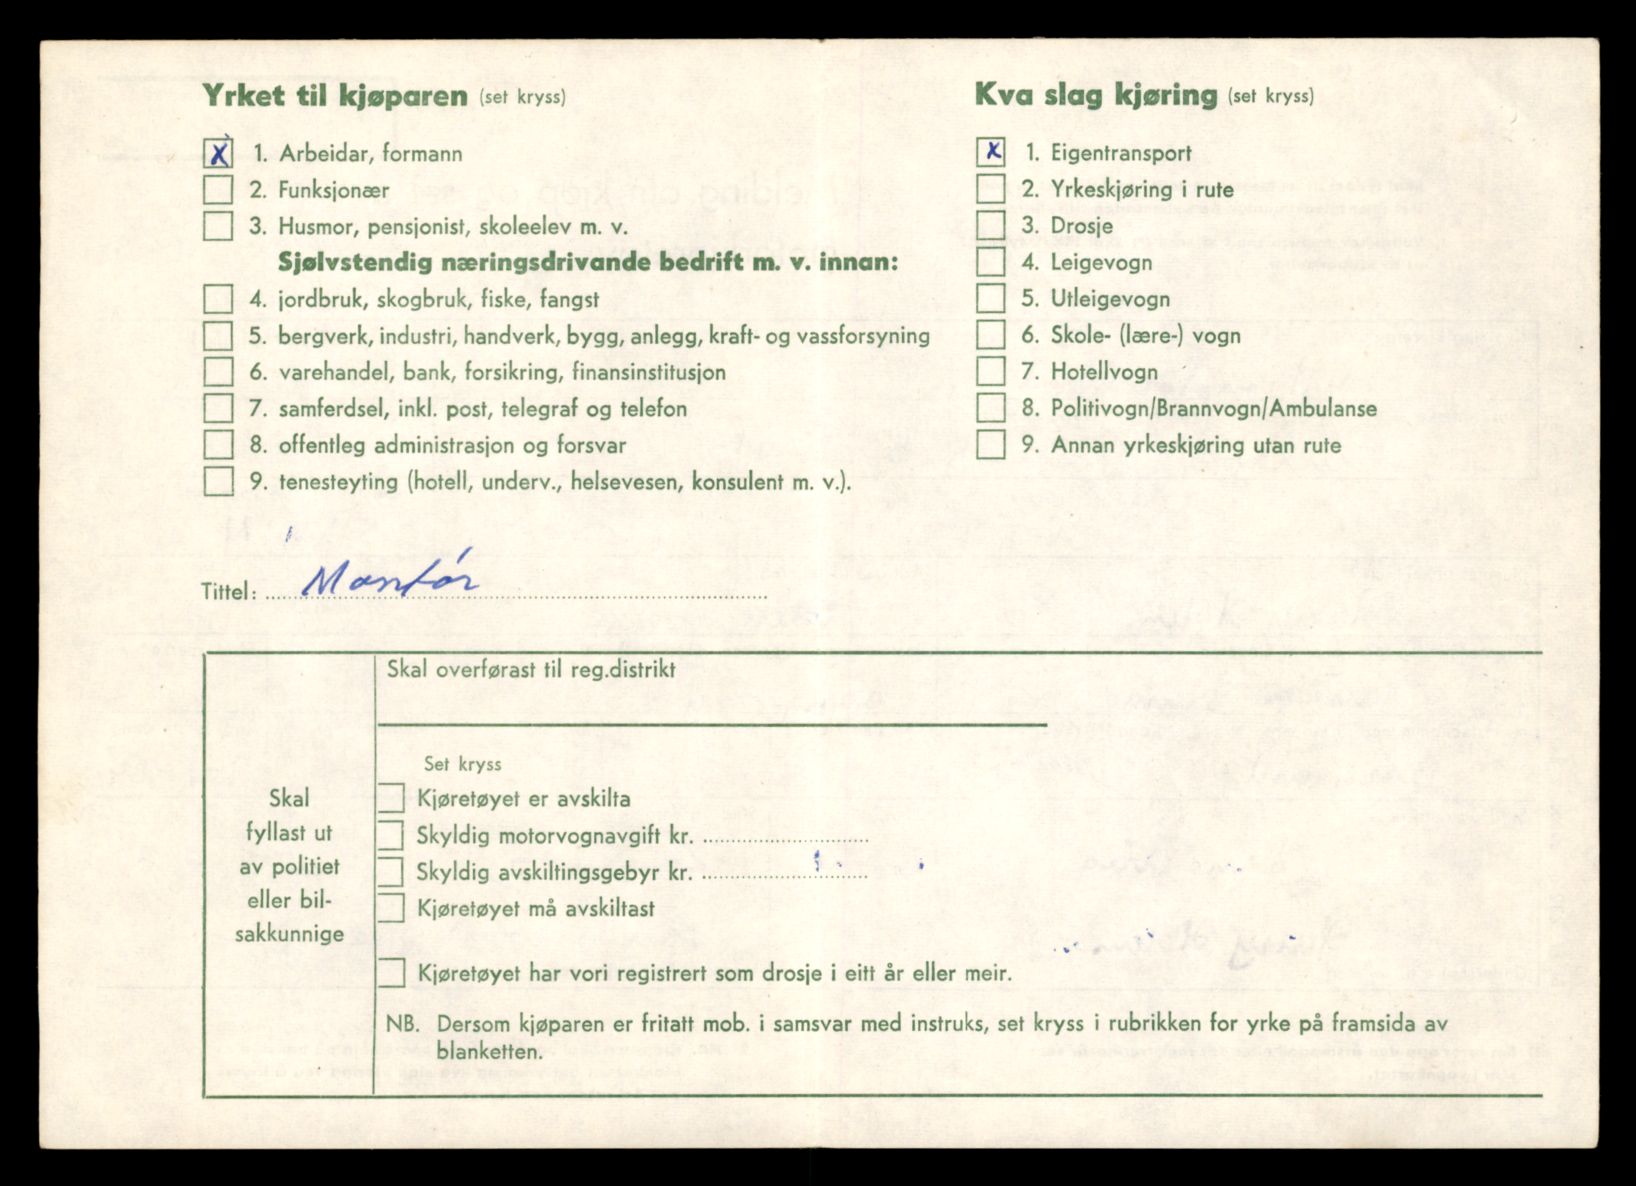 Yrket til kjøparen (set kryss)
X 1. Arbeidar, formann
2. Funksjonær
3. Husmor, pensjonist, skoleelev m. v.
Sjølvstendig næringsdrivande bedrift m. v. innan:
4. jordbruk, skogbruk, fiske, fangst
5. bergverk, industri, handverk, bygg, anlegg, kraft- og vassforsyning
6. varehandel, bank, forsikring, finansinstitusjon
7. samferdsel, inkl. post, telegraf og telefon
8. offentleg administrasjon og forsvar
9. tenesteyting (hotell, underv., helsevesen, konsulent m. v.).
Kva slag kjøring (set kryss)
x 1. Eigentransport
2. Yrkeskjøring i rute
3. Drosje
4. Leigevogn
5. Utleigevogn
6. Skole- (lære-) vogn
7. Hotellvogn
8. Politivogn/Brannvogn/Ambulanse
9. Annan yrkeskjøring utan rute
Tittel: Montør
Skal
fyllast ut
av politiet
eller bil-
sakkunnige
Skal overførast til reg.distrikt
Set kryss
Kjøretøyet er avskilta
Skyldig motorvognavgift kr.
Skyldig avskiltingsgebyr kr.
Kjøretøyet må avskiltast
Kjøretøyet har vori registrert som drosje i eitt år eller meir.
NB. Dersom kjøparen er fritatt mob. i samsvar med instruks, set kryss i rubrikken for yrke på framsida av
blanketten.